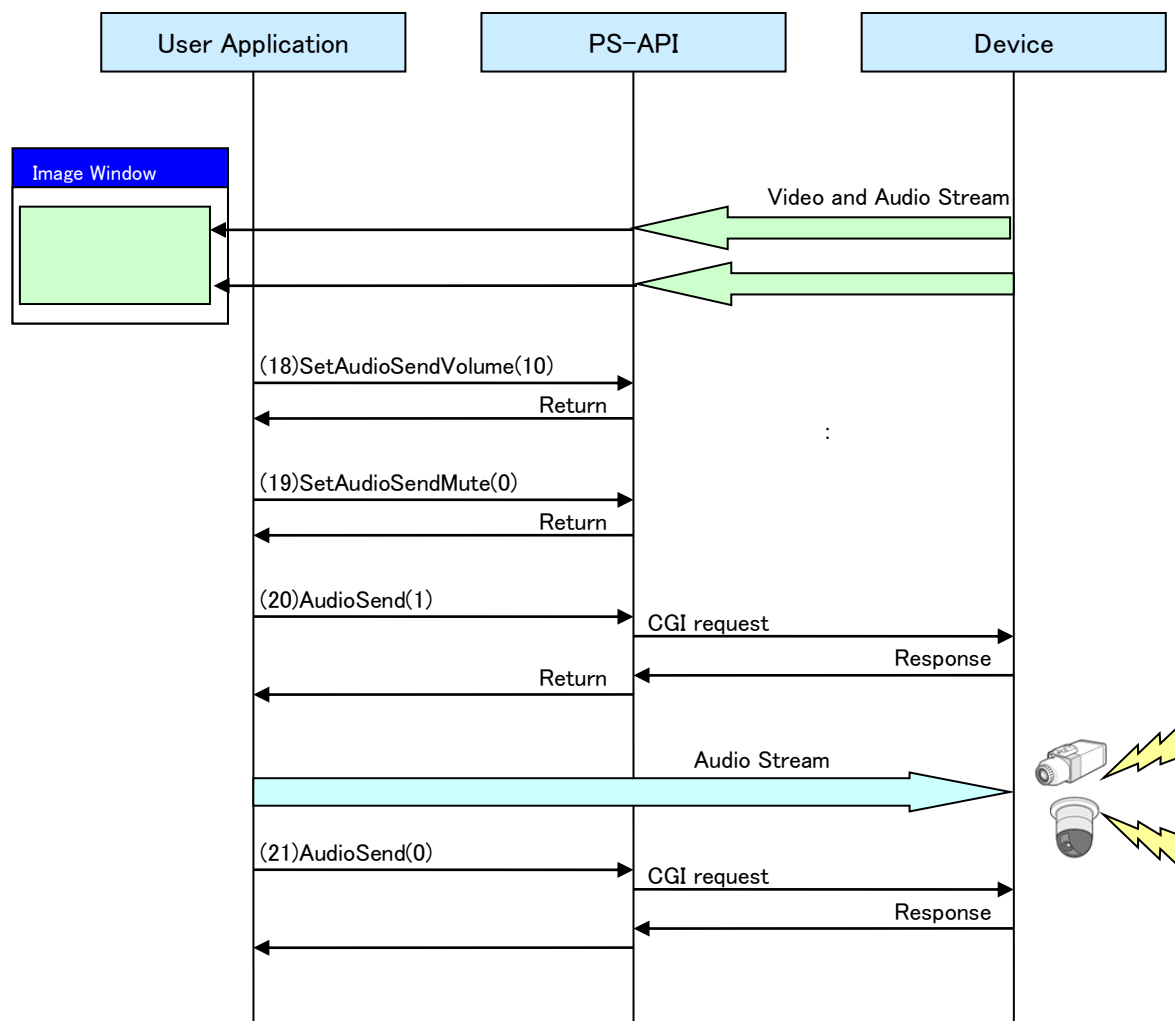 User Application
PS-API
Device
Image Window
Video and Audio Stream
(18)SetAudioSendVolume(10)
Return
:
(19)SetAudioSendMute(0)
Return
(20)AudioSend(1)
CGI request
Response
Return
Audio Stream
(21)AudioSend(0)
CGI request
Response